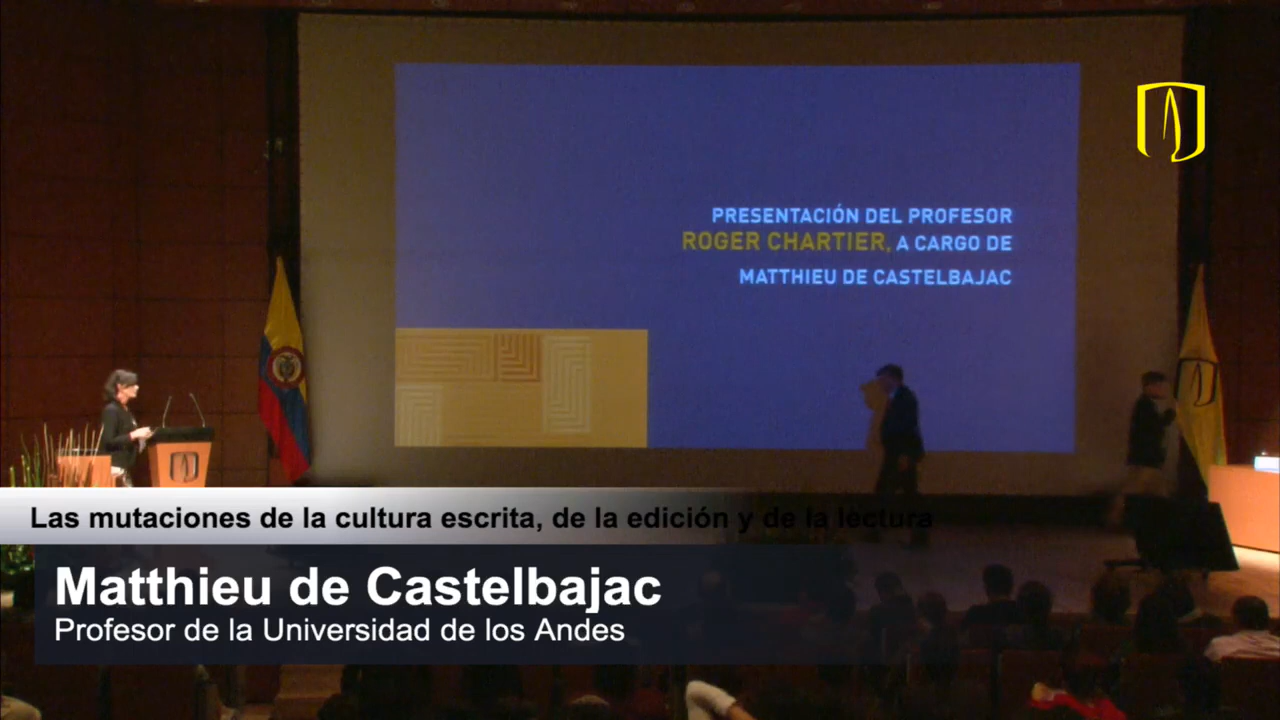 PRESENTACIÓN DEL PROFESOR
ROGER CHARTIER, A CARGO DE
MATTHIEU DE CASTELBAJAC
Las mutaciones de la cultura escrita, de la edición y de la lectura
Matthieu de Castelbajac
Profesor de la Universidad de los Andes